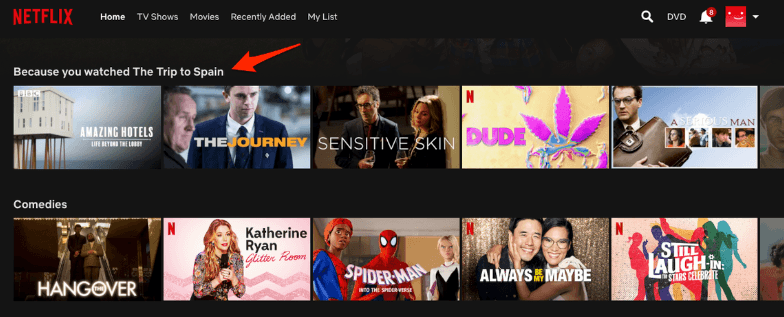 NETFLIX Home TV Shows Movies Recently Added My List DVD 8
Because you watched The Trip to Spain
BBC
AMAZING HOTELS
LIFE BEYOND THE LOBBY
THE JOURNEY
SENSITIVE SKIN
N
DUDE
A SERIOUS MAN
Comedies
THE
HANGOVER
N
Katherine
Ryan
Glitter Room
SPIDER-MAN
INTO THE SPIDER-VERSE
N
ALWAYS BE MY MAYBE
N
STILL
LAUGH-IN:
THE STARS CELEBRATE